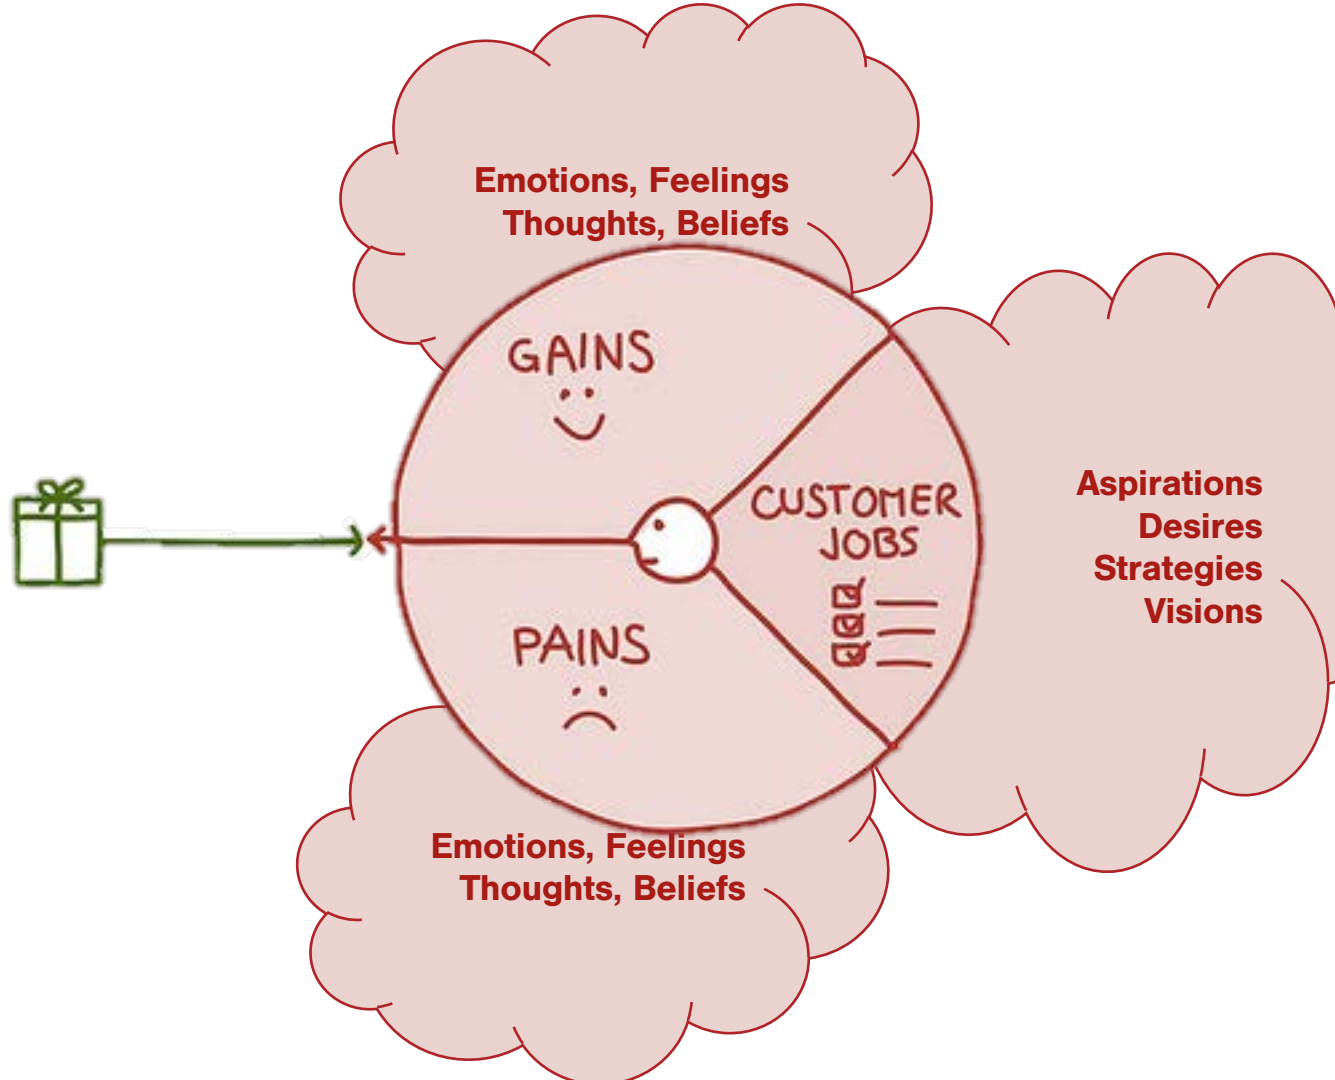 Emotions, Feelings
Thoughts, Beliefs
GAINS
CUSTOMER
JOBS
Aspirations
Desires
Strategies
Visions
PAINS
Emotions, Feelings
Thoughts, Beliefs